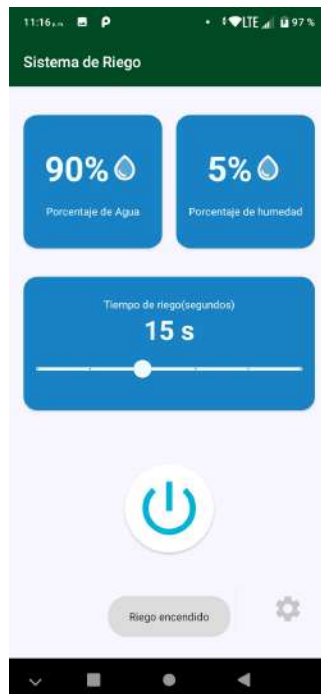 11:16 a.m. P LTE 97 %
Sistema de Riego
90% 5%
Porcentaje de Agua Porcentaje de humedad
Tiempo de riego(segundos)
15 s
Riego encendido